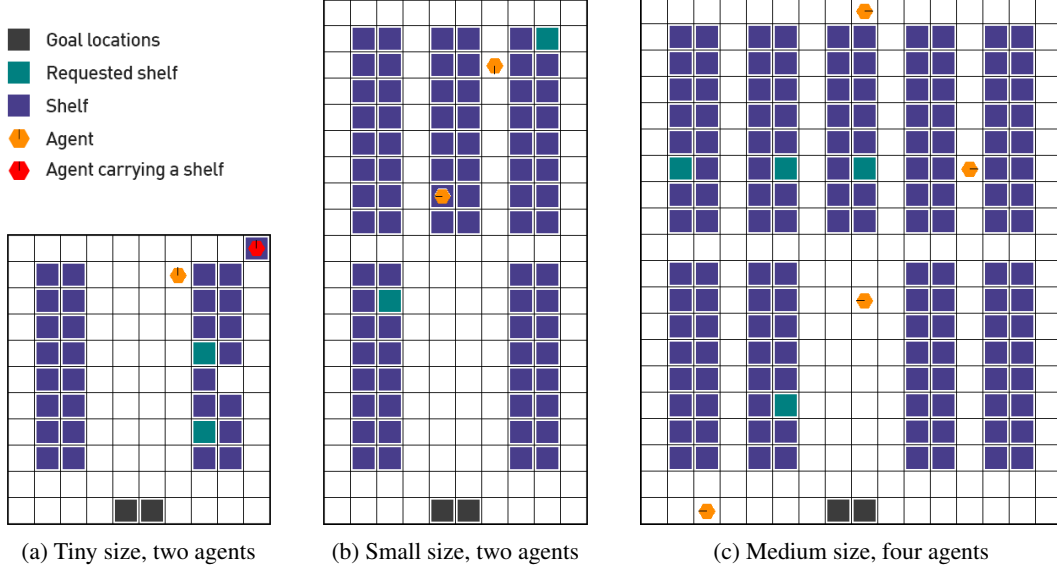 Goal locations
Requested shelf
Shelf
Agent
Agent carrying a shelf
(a) Tiny size, two agents
(b) Small size, two agents
(c) Medium size, four agents